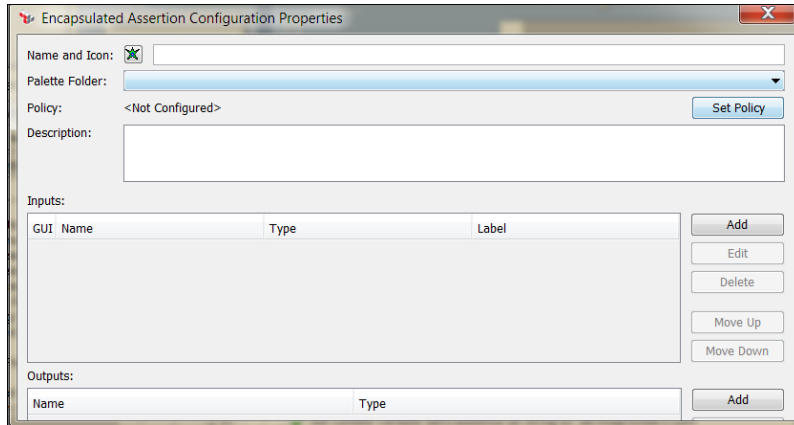 Encapsulated Assertion Configuration Properties
Name and Icon:
Palette Folder:
Policy: <Not Configured> Set Policy
Description:
Inputs:
GUI Name Type Label Add
Edit
Delete
Move Up
Move Down
Outputs:
Name Type Add